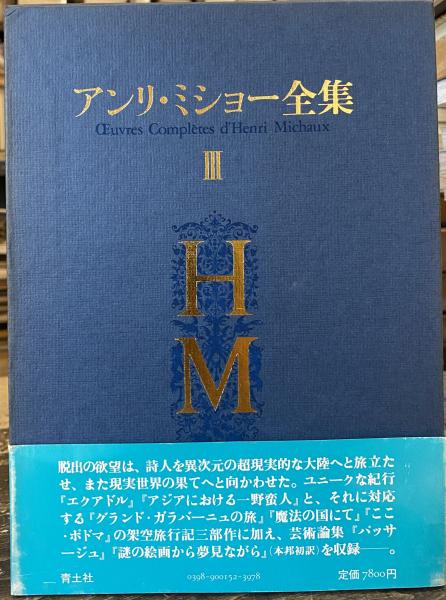 アンリ・ミショー全集
Œuvres Complètes d'Henri Michaux
III
H
M
脱出の欲望は、詩人を異次元の超現実的な大陸へと旅立た
せ、また現実世界の果てへと向かわせた。ユニークな紀行
『エクアドル』『アジアにおける一野蛮人』と、それに対応
する『グランド・ガラバーニュの旅』『魔法の国にて』『ここ
・ポドマ』の架空旅行記三部作に加え、芸術論集『パッサ
ージュ』『謎の絵画から夢見ながら』（本邦初訳）を収録――。
青土社
0398-900152-3978
定価 7800円